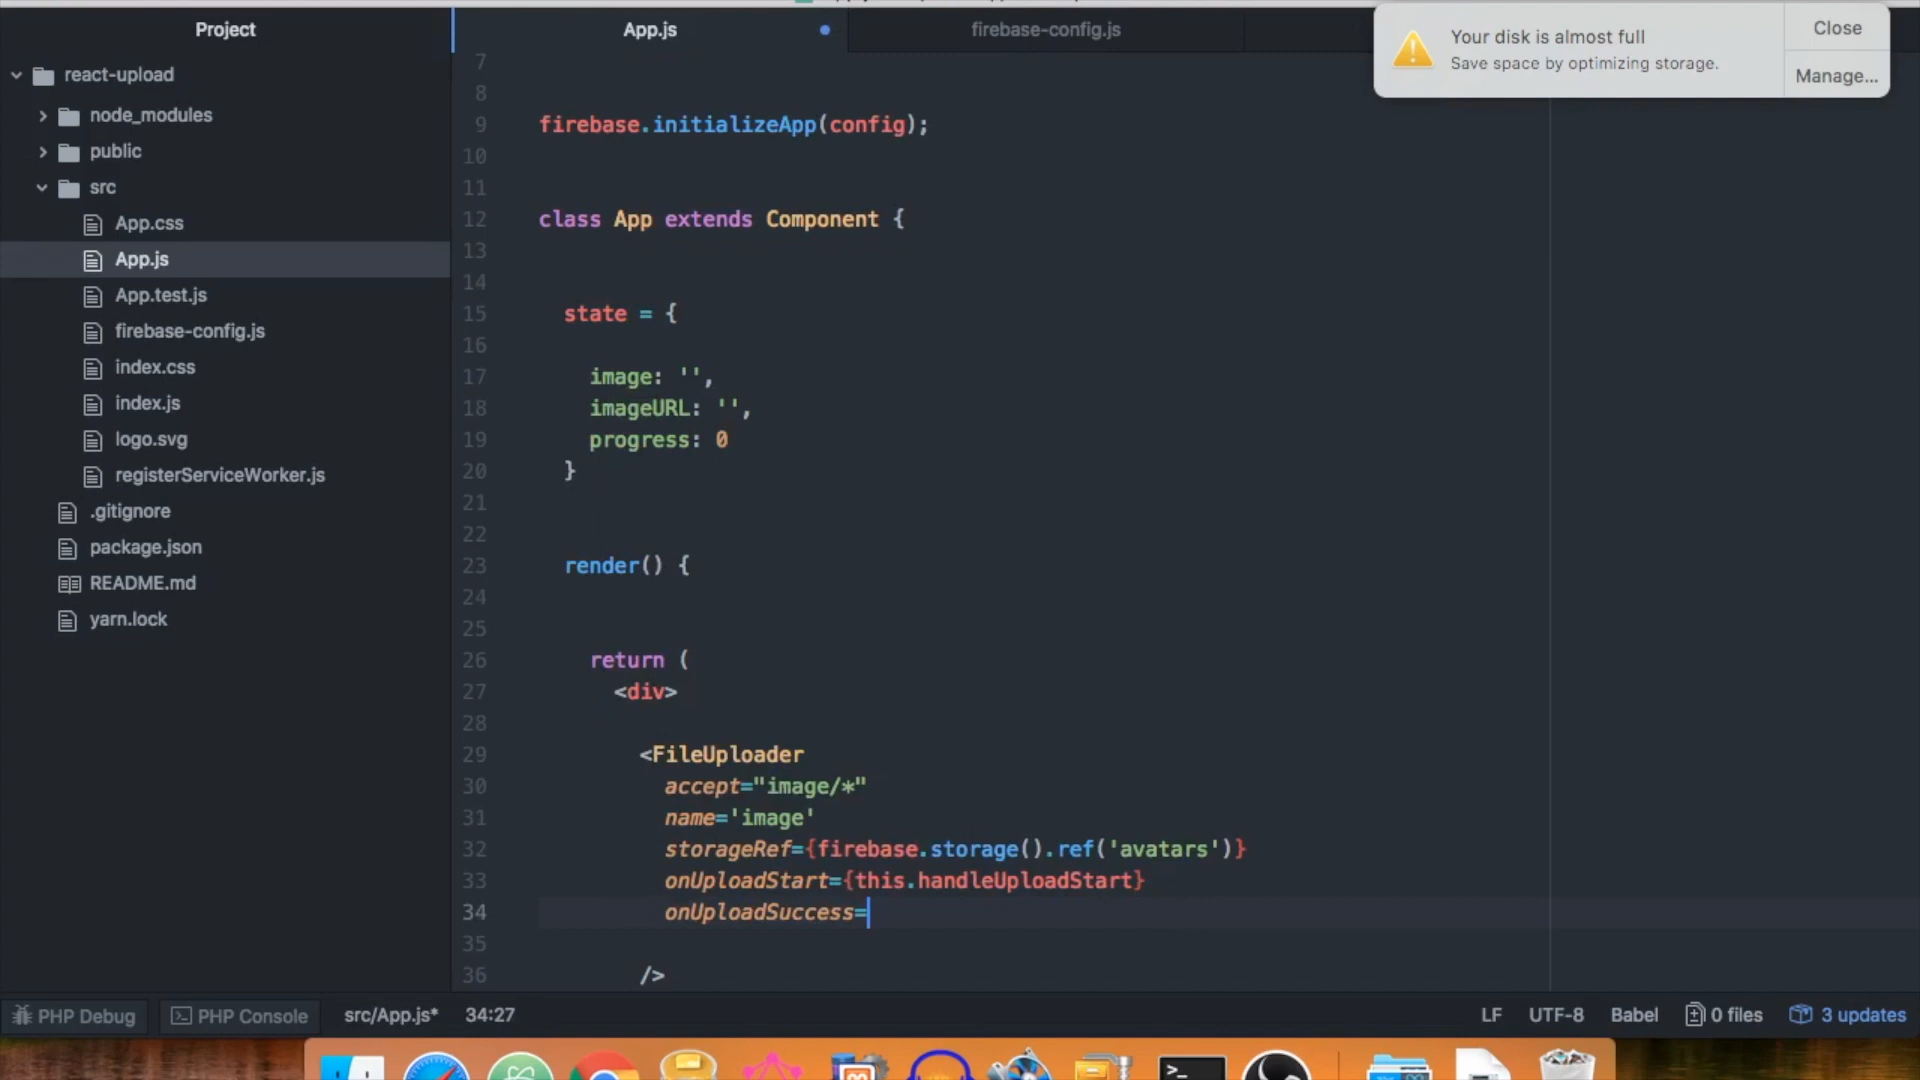 Project
App.js
firebase-config.js
Your disk is almost full
Save space by optimizing storage.
Close
Manage...
react-upload
node_modules
public
src
App.css
App.js
App.test.js
firebase-config.js
index.css
index.js
logo.svg
registerServiceWorker.js
.gitignore
package.json
README.md
yarn.lock
7
8
9 firebase.initializeApp(config);
10
11
12 class App extends Component {
13
14
15 state = {
16
17 image: '',
18 imageURL: '',
19 progress: 0
20 }
21
22
23 render() {
24
25
26 return (
27 <div>
28
29 <FileUploader
30 accept="image/*"
31 name='image'
32 storageRef={firebase.storage().ref('avatars')}
33 onUploadStart={this.handleUploadStart}
34 onUploadSuccess=
35
36 />
PHP Debug
PHP Console
src/App.js*
34:27
LF
UTF-8
Babel
0 files
3 updates